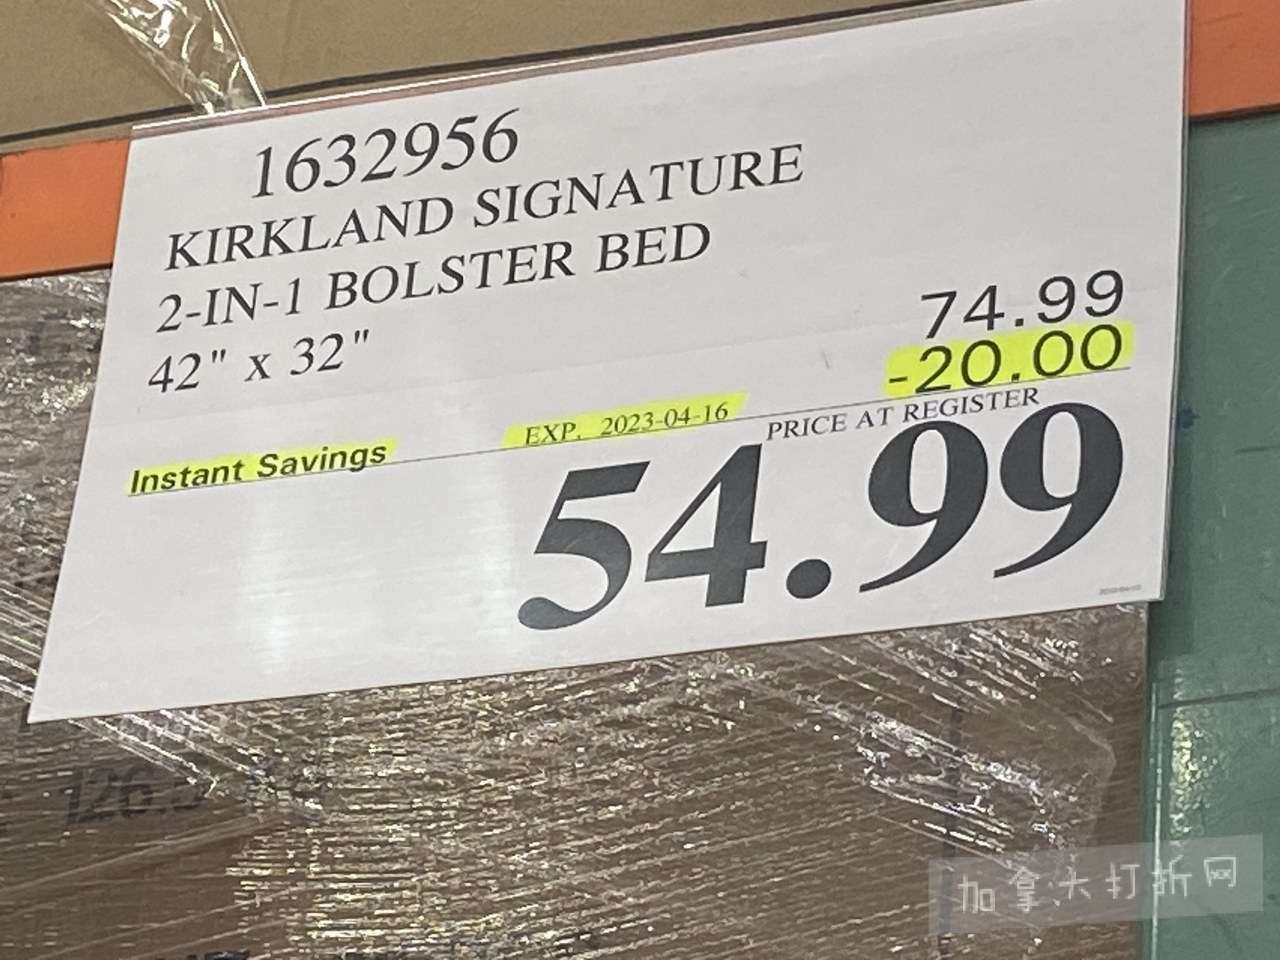 1632956
KIRKLAND SIGNATURE
2-IN-1 BOLSTER BED
42" x 32"
74.99
-20.00
Instant Savings
EXP. 2023-04-16
PRICE AT REGISTER
54.99
加拿大打折网